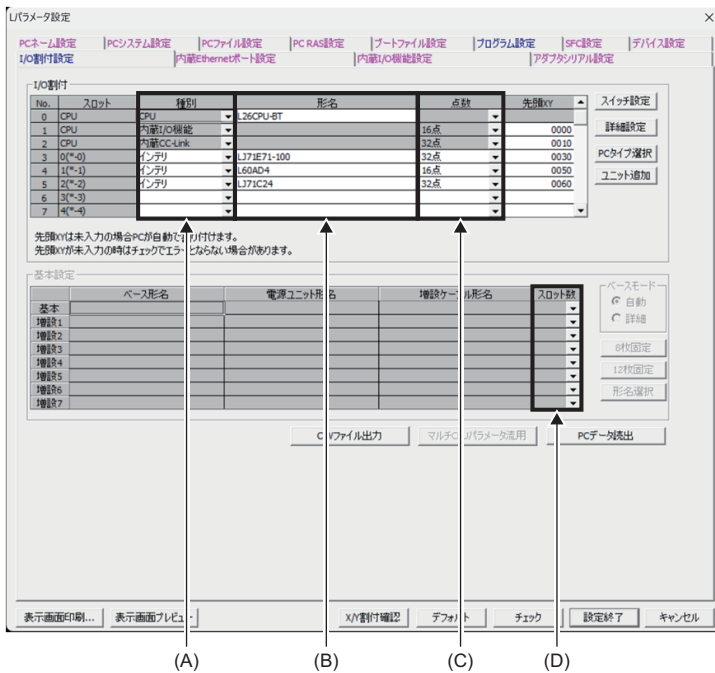 Lパラメータ設定
PCネーム設定 PCシステム設定 PCファイル設定 PC RAS設定 ブートファイル設定 プログラム設定 SFC設定 デバイス設定
I/O割付設定 内蔵Ethernetポート設定 内蔵I/O機能設定 アダプタシリアル設定
I/O割付
No. スロット 種別 形名 点数 先頭XY
0 CPU CPU L26CPU-BT
1 CPU 内蔵I/O機能 16点 0000
2 CPU 内蔵CC-Link 32点 0010
3 0(*-0) インテリ LJ71E71-100 32点 0030
4 1(*-1) インテリ L60AD4 16点 0050
5 2(*-2) インテリ LJ71C24 32点 0060
6 3(*-3)
7 4(*-4)
スイッチ設定
詳細設定
PCタイプ選択
ユニット追加
先頭XYは未入力の場合PCが自動で割り付けます。
先頭XYが未入力の時はチェックでエラーとならない場合があります。
基本設定
ベース形名 電源ユニット形名 増設ケーブル形名 スロット数
基本
増設1
増設2
増設3
増設4
増設5
増設6
増設7
ベースモード
自動
詳細
8枚固定
12枚固定
形名選択
CSVファイル出力 マルチCPUパラメータ流用 PCデータ読出
表示画面印刷... 表示画面プレビュー X/Y割付確認 デフォルト チェック 設定終了 キャンセル
(A) (B) (C) (D)